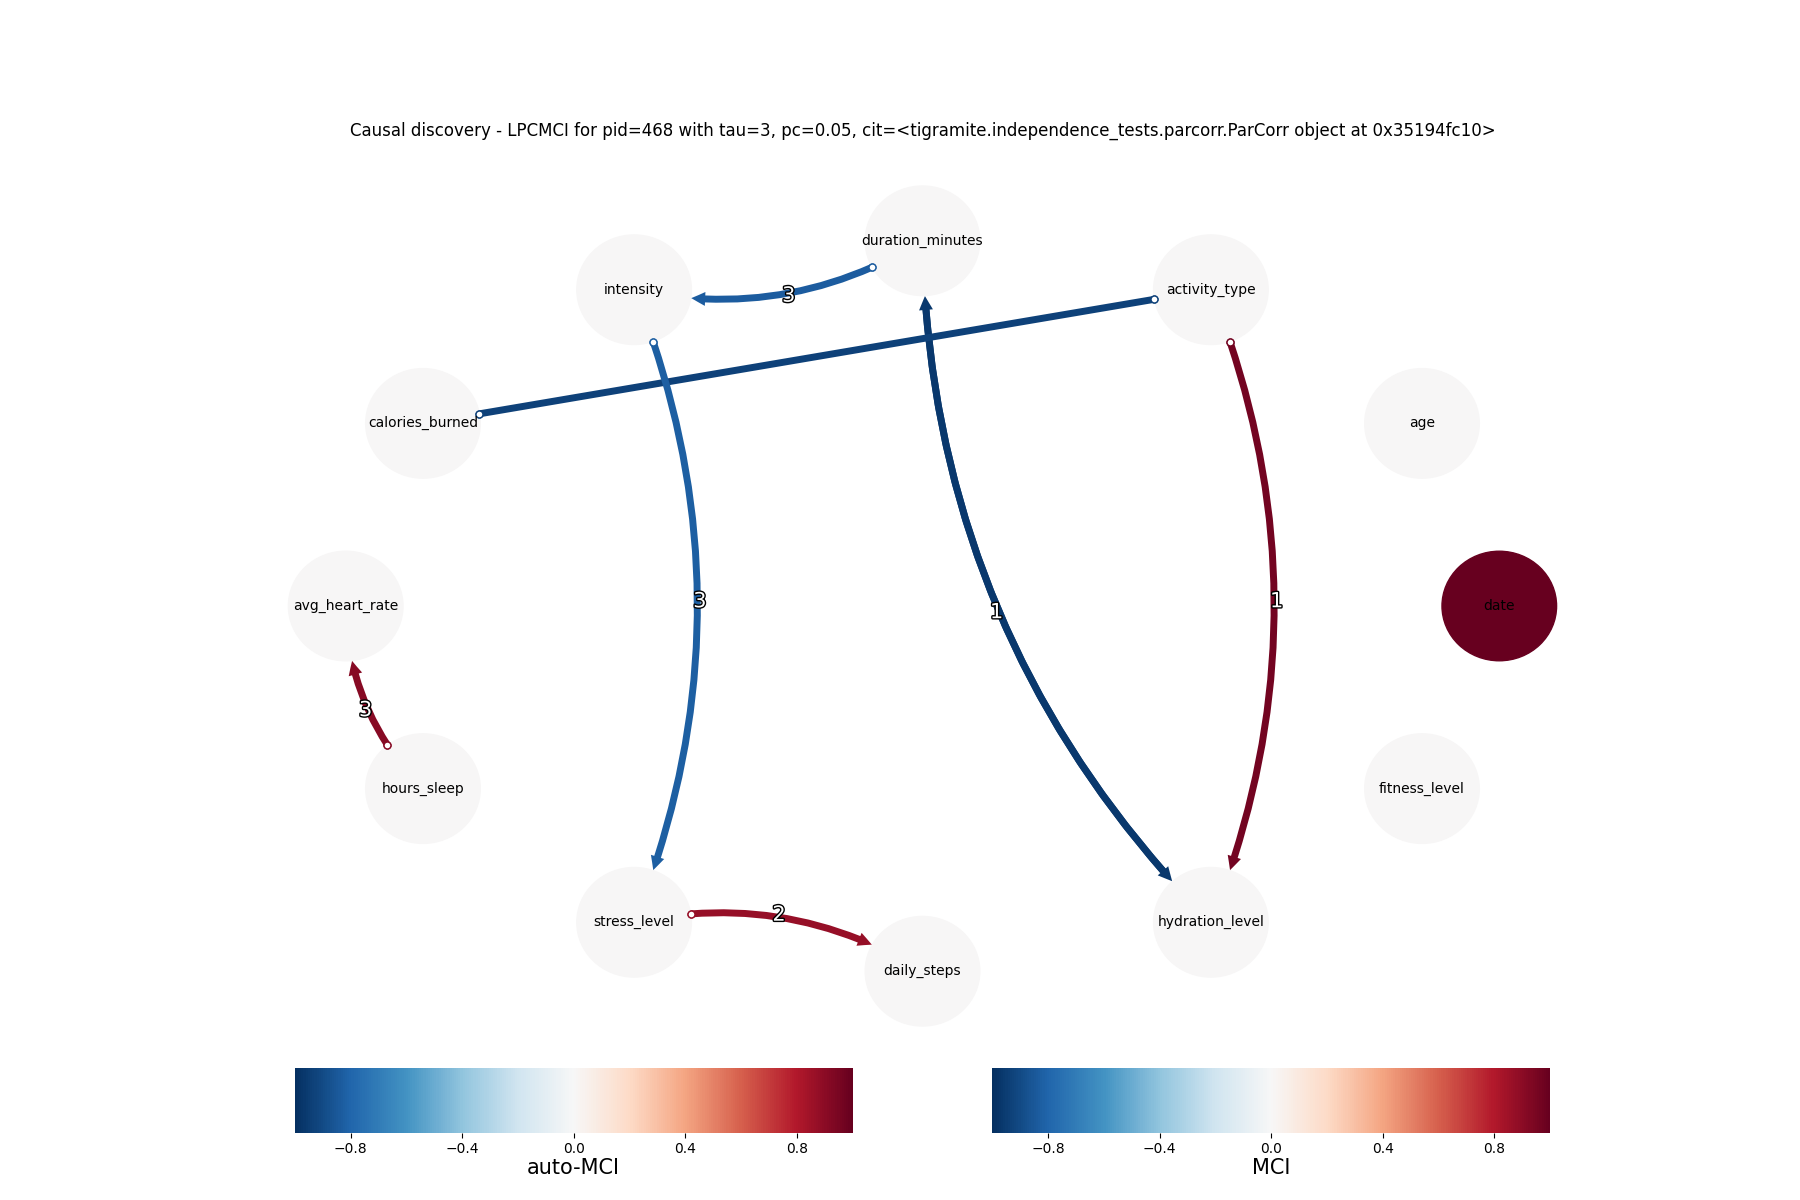 Causal discovery - LPCMCI for pid=468 with tau=3, pc=0.05, cit=<tigramite.independence_tests.parcorr.ParCorr object at 0x35194fc10>
duration_minutes
intensity
activity_type
3
calories_burned
age
3
1
1
avg_heart_rate
date
3
hours_sleep
fitness_level
2
stress_level
hydration_level
daily_steps
−0.8 −0.4 0.0 0.4 0.8
auto-MCI
−0.8 −0.4 0.0 0.4 0.8
MCI